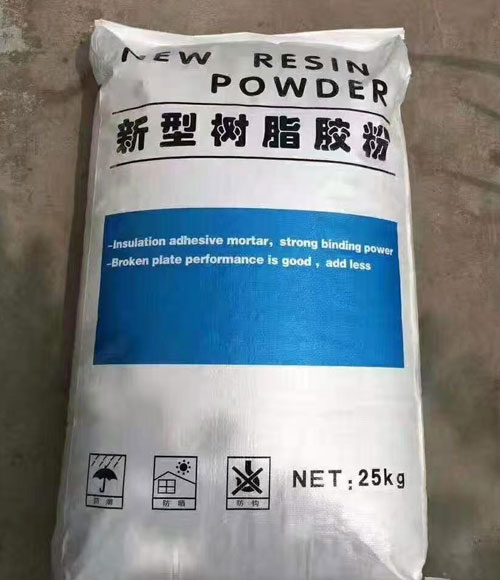 NEW RESIN
POWDER
新型树脂胶粉
-Insulation adhesive mortar, strong binding power
-Broken plate performance is good , add less
防潮
防晒
防钩
NET: 25kg